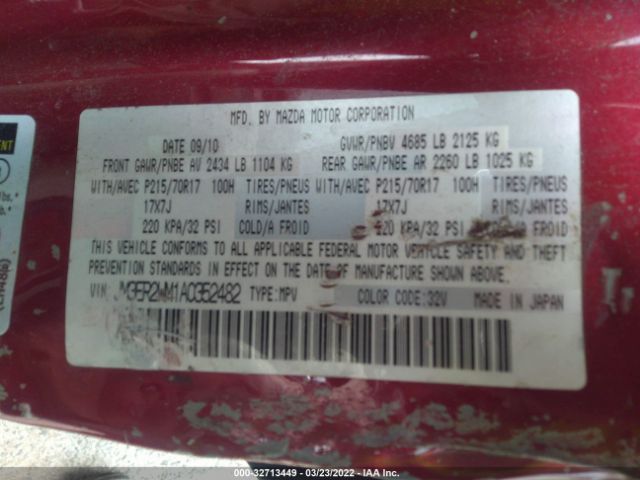 MFD. BY MAZDA MOTOR CORPORATION
DATE 09/10 GVWR/PNBV 4685 LB 2125 KG
FRONT GAWR/PNBE AV 2434 LB 1104 KG REAR GAWR/PNBE AR 2260 LB 1025 KG
WITH/AVEC P215/70R17 100H TIRES/PNEUS WITH/AVEC P215/70R17 100H TIRES/PNEUS
17X7J RIMS/JANTES 17X7J RIMS/JANTES
220 KPA/32 PSI COLD/A FROID 220 KPA/32 PSI
THIS VEHICLE CONFORMS TO ALL APPLICABLE FEDERAL MOTOR VEHICLE SAFETY AND THEFT
PREVENTION STANDARDS IN EFFECT ON THE DATE OF MANUFACTURE SHOWN ABOVE.
VIN: TYPE:MPV COLOR CODE:32V MADE IN JAPAN
000-32713449 - 03/23/2022 - IAA Inc.